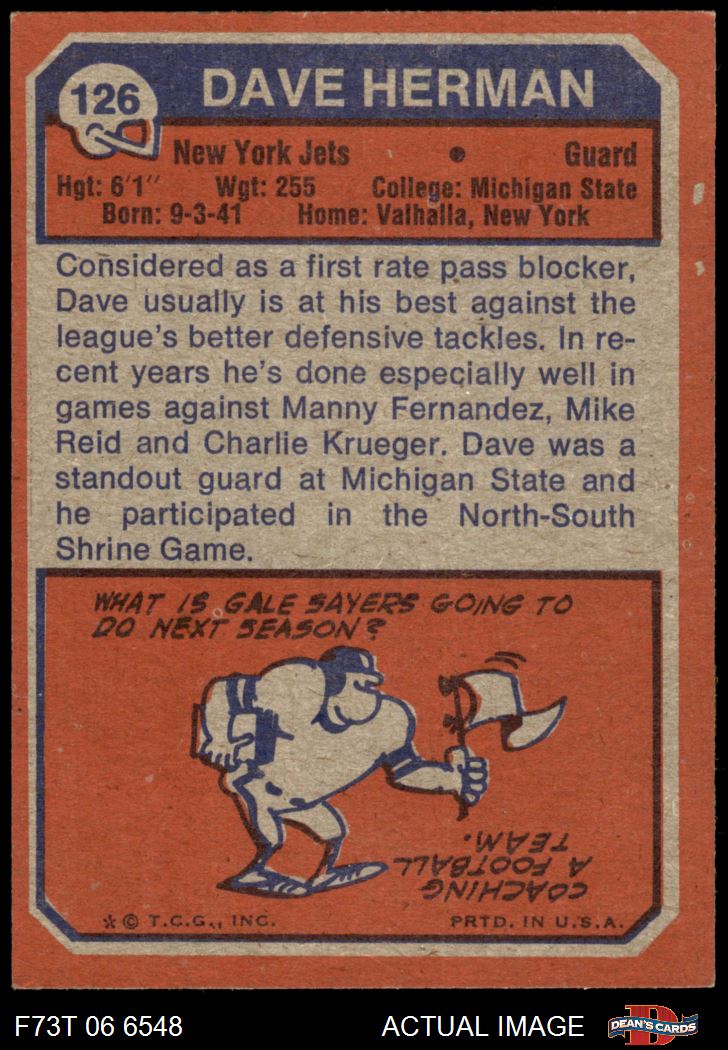 126
DAVE HERMAN
New York Jets • Guard
Hgt: 6'1" Wgt: 255 College: Michigan State
Born: 9-3-41 Home: Valhalla, New York
Considered as a first rate pass blocker,
Dave usually is at his best against the
league's better defensive tackles. In re-
cent years he's done especially well in
games against Manny Fernandez, Mike
Reid and Charlie Krueger. Dave was a
standout guard at Michigan State and
he participated in the North-South
Shrine Game.
WHAT IS GALE SAYERS GOING TO
DO NEXT SEASON?
COACHING
A FOOTBALL
TEAM.
* © T.C.G., INC. PRTD. IN U.S.A.
F73T 06 6548 ACTUAL IMAGE
D
DEAN'S CARDS